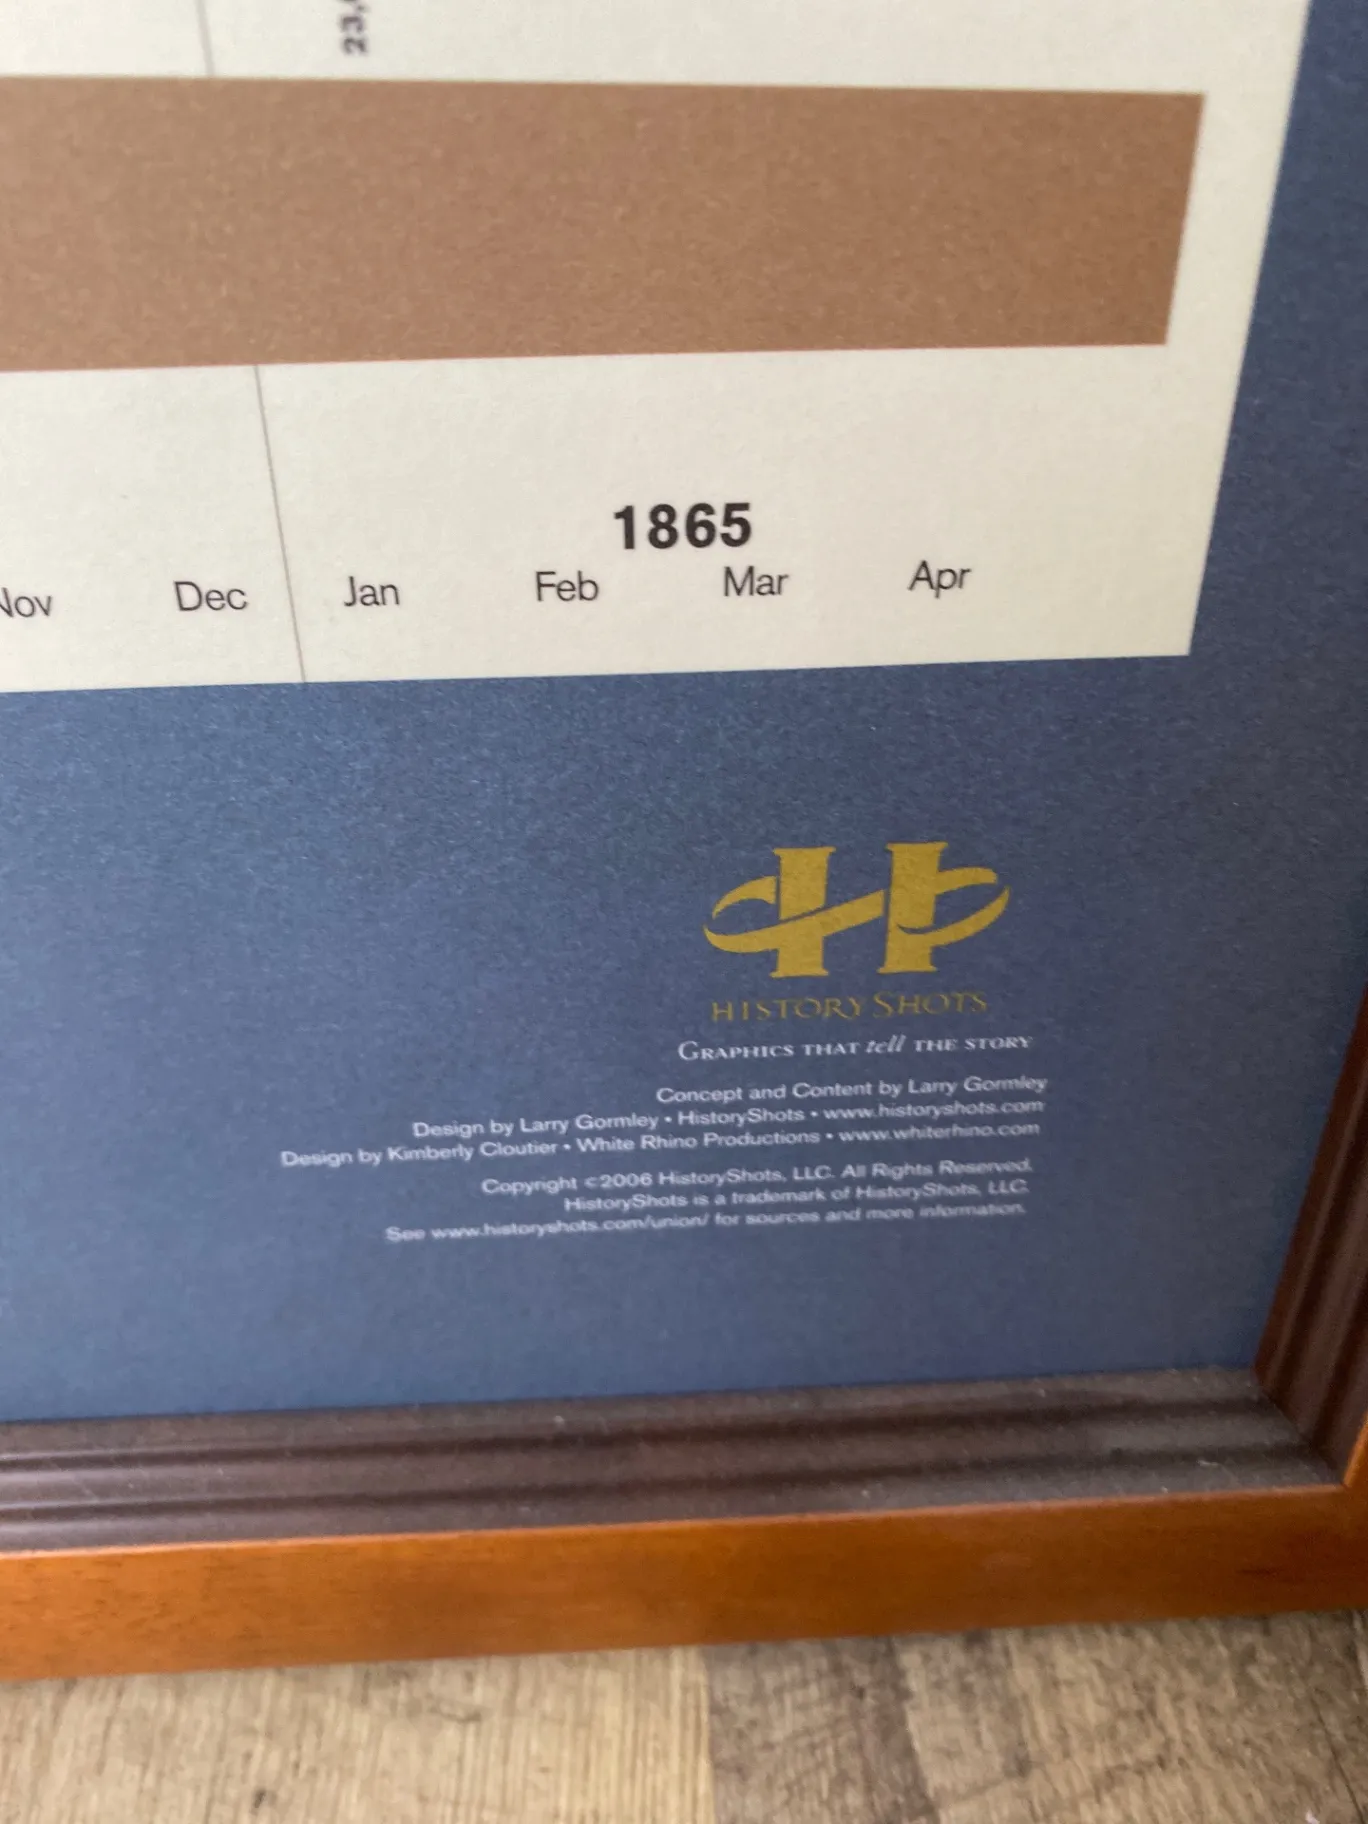 23,
1865
Nov Dec Jan Feb Mar Apr
H
HISTORYSHOTS
GRAPHICS THAT tell THE STORY
Concept and Content by Larry Gormley
Design by Larry Gormley • HistoryShots • www.historyshots.com
Design by Kimberly Cloutier • White Rhino Productions • www.whiterhino.com
Copyright ©2006 HistoryShots, LLC. All Rights Reserved.
HistoryShots is a trademark of HistoryShots, LLC.
See www.historyshots.com/union/ for sources and more information.